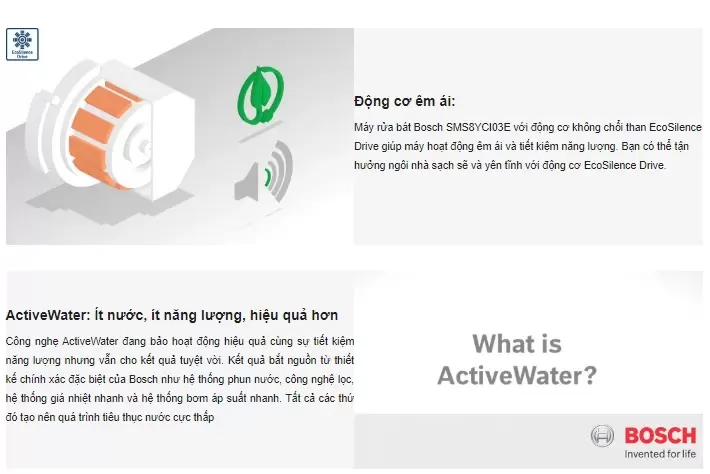 EcoSilence
Drive
Động cơ êm ái:
Máy rửa bát Bosch SMS8YCI03E với động cơ không chổi than EcoSilence
Drive giúp máy hoạt động êm ái và tiết kiệm năng lượng. Bạn có thể tận
hưởng ngôi nhà sạch sẽ và yên tĩnh với động cơ EcoSilence Drive.
ActiveWater: Ít nước, ít năng lượng, hiệu quả hơn
Công nghệ ActiveWater đang bảo hoạt động hiệu quả cùng sự tiết kiệm
năng lượng nhưng vẫn cho kết quả tuyệt vời. Kết quả bắt nguồn từ thiết
kế chính xác đặc biệt của Bosch như hệ thống phun nước, công nghệ lọc,
hệ thống giá nhiệt nhanh và hệ thống bơm áp suất nhanh. Tất cả các thứ
đó tạo nên quá trình tiêu thục nước cực thấp
What is
ActiveWater?
BOSCH
Invented for life